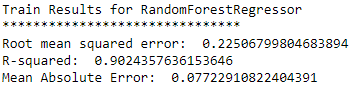 Train Results for RandomForestRegressor
*******************************
Root mean squared error:  0.22506799804683894
R-squared:  0.9024357636153646
Mean Absolute Error:  0.07722910822404391